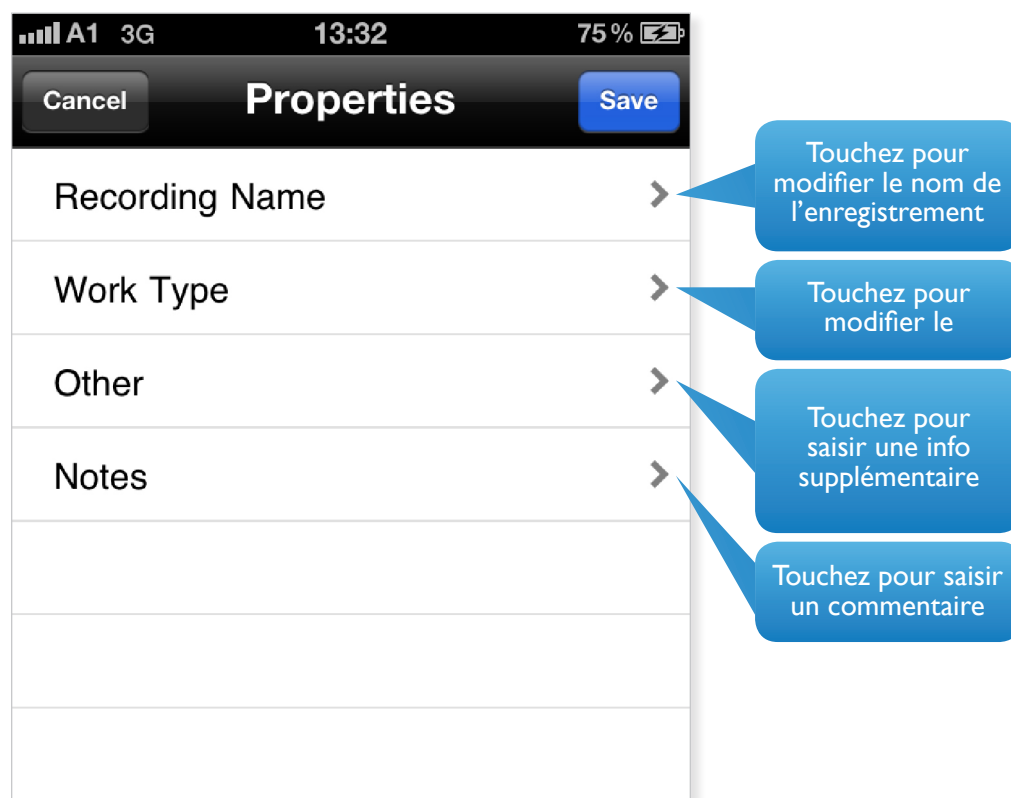 A1 3G 13:32 75 %
Cancel Properties Save
Recording Name
Touchez pour
modifier le nom de
l’enregistrement
Work Type
Touchez pour
modifier le
Other
Touchez pour
saisir une info
supplémentaire
Notes
Touchez pour saisir
un commentaire